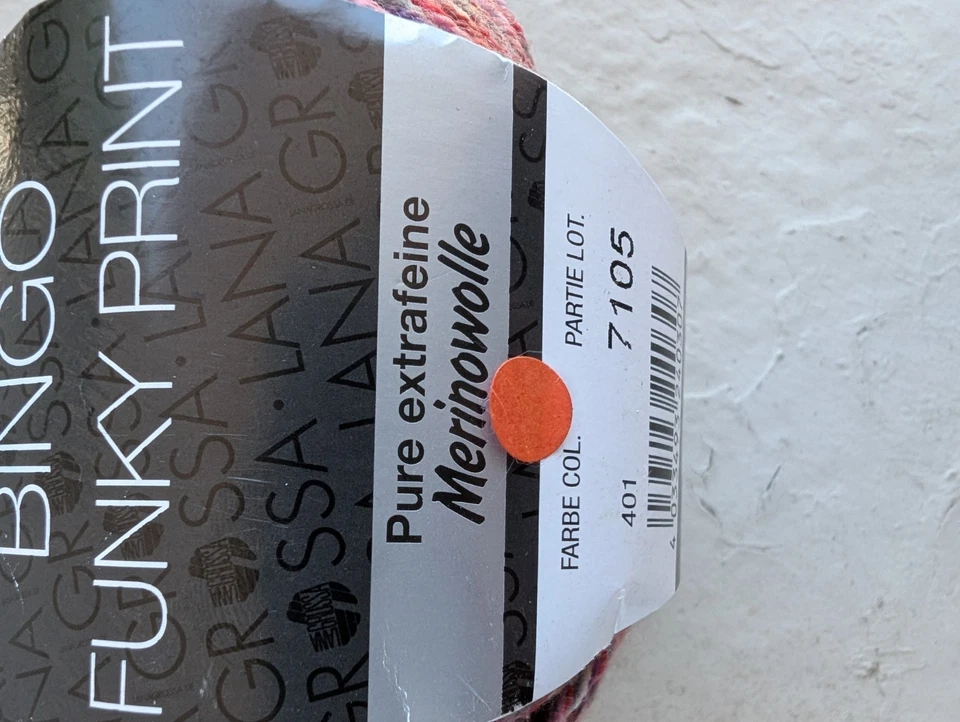 BINGO
FUNKY PRINT
Pure extrafeine
Merinowolle
FARBE COL. PARTIE LOT.
401 7105